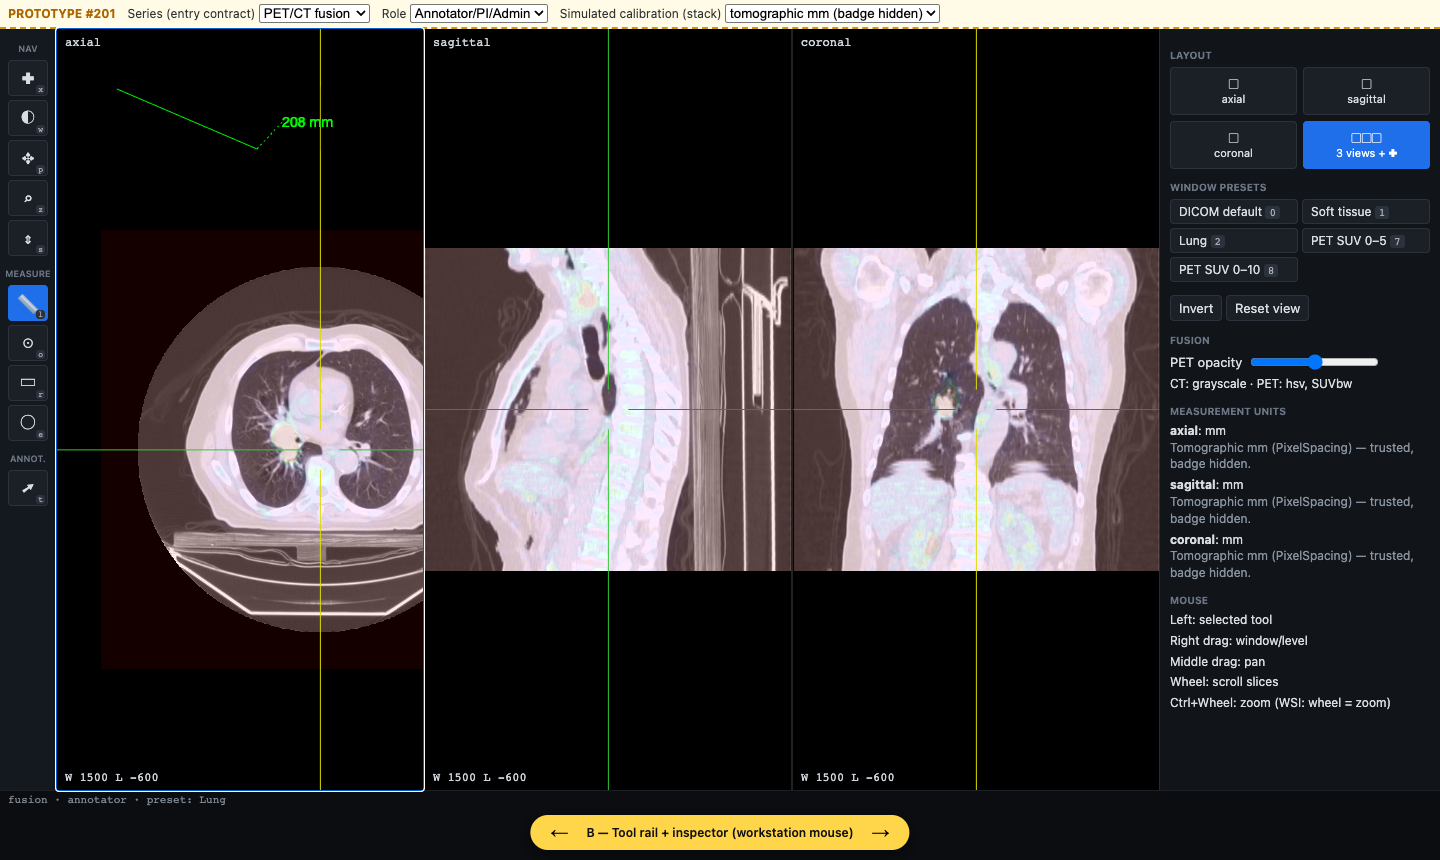 PROTOTYPE #201 Series (entry contract) PET/CT fusion Role Annotator/PI/Admin Simulated calibration (stack) tomographic mm (badge hidden)
NAV
x
w
p
z
s
MEASURE
l
o
r
e
ANNOT.
t
axial
208 mm
W 1500 L -600
sagittal
W 1500 L -600
coronal
W 1500 L -600
LAYOUT
axial
sagittal
coronal
3 views +
WINDOW PRESETS
DICOM default 0
Soft tissue 1
Lung 2
PET SUV 0–5 7
PET SUV 0–10 8
Invert
Reset view
FUSION
PET opacity
CT: grayscale · PET: hsv, SUVbw
MEASUREMENT UNITS
axial: mm
Tomographic mm (PixelSpacing) — trusted,
badge hidden.
sagittal: mm
Tomographic mm (PixelSpacing) — trusted,
badge hidden.
coronal: mm
Tomographic mm (PixelSpacing) — trusted,
badge hidden.
MOUSE
Left: selected tool
Right drag: window/level
Middle drag: pan
Wheel: scroll slices
Ctrl+Wheel: zoom (WSI: wheel = zoom)
fusion · annotator · preset: Lung
← B — Tool rail + inspector (workstation mouse) →